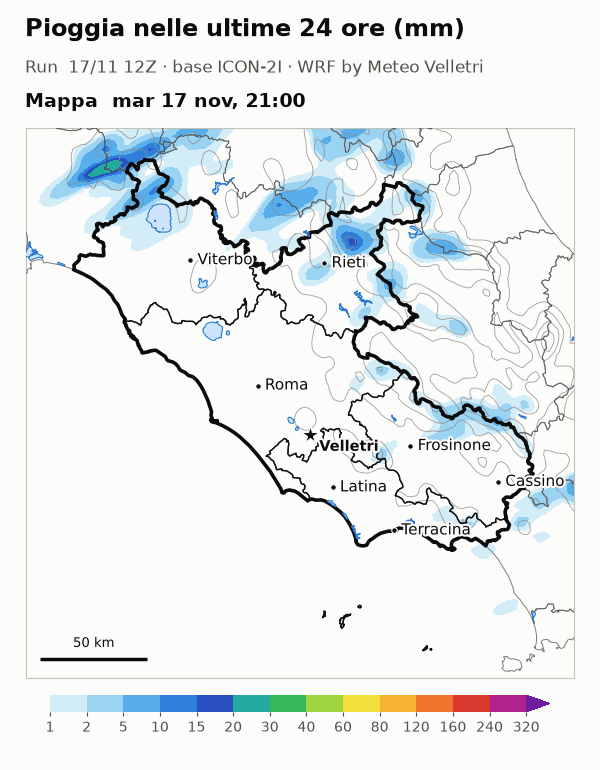 Pioggia nelle ultime 24 ore (mm)
Run 17/11 12Z · base ICON-2I · WRF by Meteo Velletri
Mappa mar 17 nov, 21:00
Viterbo
Rieti
Roma
Velletri
Frosinone
Latina
Cassino
Terracina
50 km
1 2 5 10 15 20 30 40 60 80 120 160 240 320